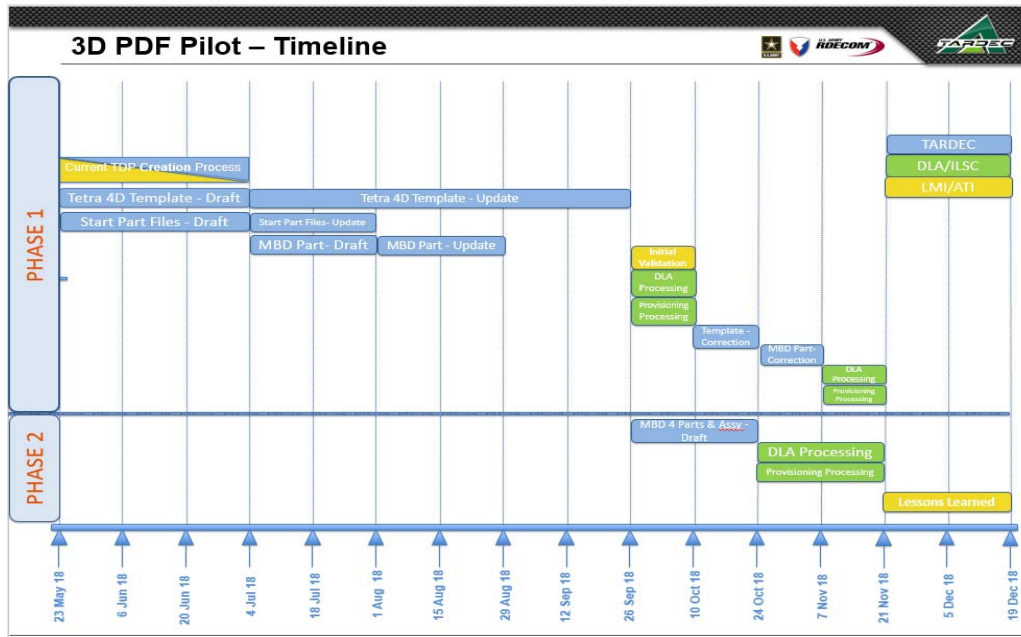 3D PDF Pilot – Timeline
U.S. ARMY
RDECOM
TARDEC
PHASE 1
TARDEC
DLA/ILSC
LMI/ATI
Current TDP Creation Process
Tetra 4D Template - Draft
Tetra 4D Template - Update
Start Part Files - Draft
Start Part Files- Update
MBD Part- Draft
MBD Part - Update
Initial
Validation
DLA
Processing
Provisioning
Processing
Template -
Correction
MBD Part-
Correction
DLA
Processing
Provisioning
Processing
PHASE 2
MBD 4 Parts & Assy -
Draft
DLA Processing
Provisioning Processing
Lessons Learned
23 May 18
6 Jun 18
20 Jun 18
4 Jul 18
18 Jul 18
1 Aug 18
15 Aug 18
29 Aug 18
12 Sep 18
26 Sep 18
10 Oct 18
24 Oct 18
7 Nov 18
21 Nov 18
5 Dec 18
19 Dec 18